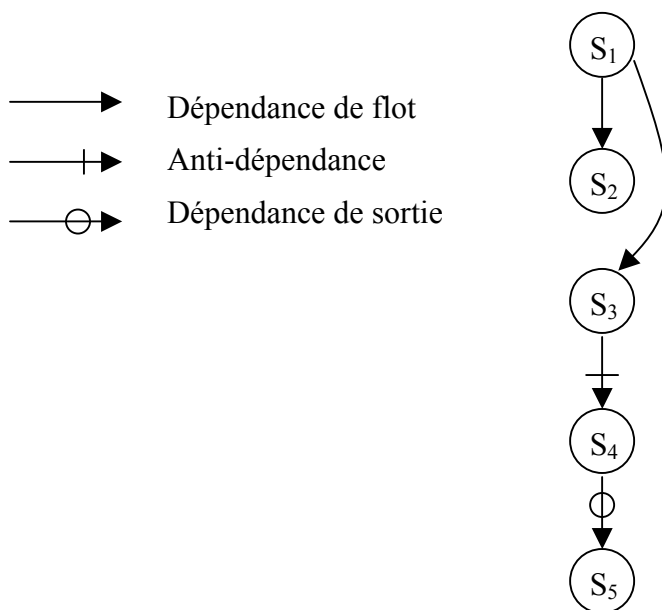 Dépendance de flot
Anti-dépendance
Dépendance de sortie
S₁
S₂
S₃
S₄
S₅